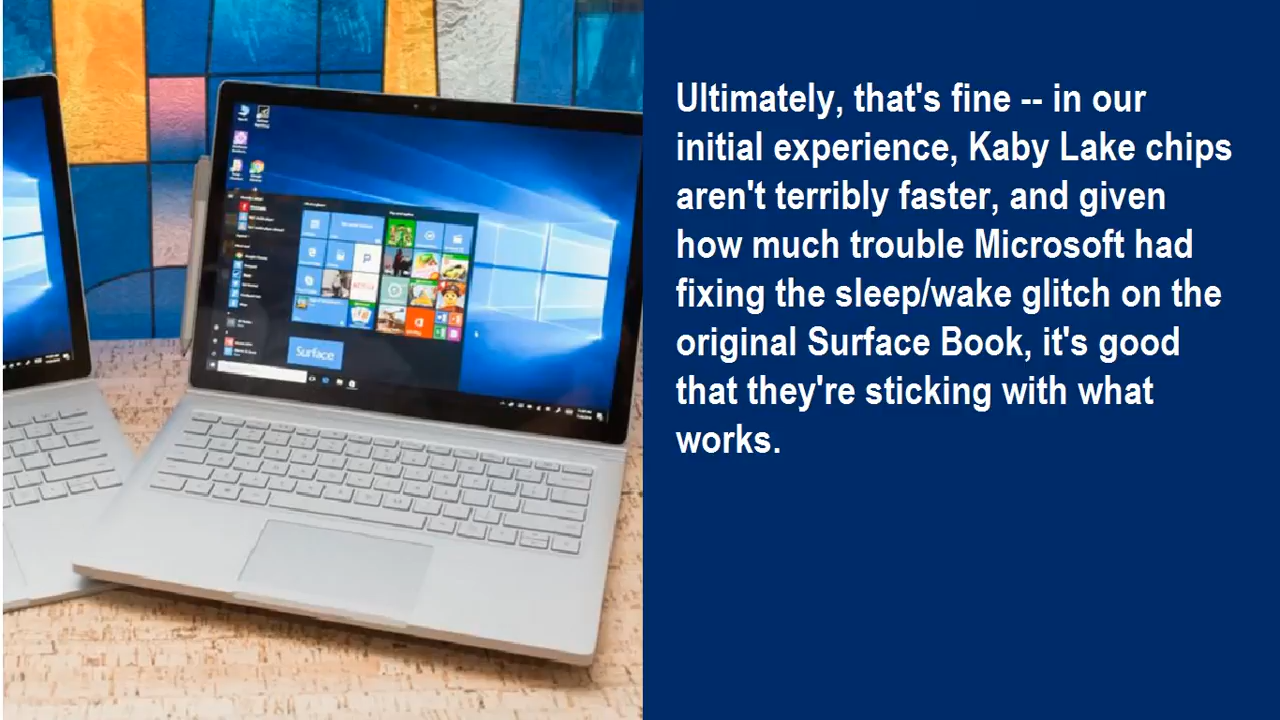 Ultimately, that's fine -- in our
initial experience, Kaby Lake chips
aren't terribly faster, and given
how much trouble Microsoft had
fixing the sleep/wake glitch on the
original Surface Book, it's good
that they're sticking with what
works.
Surface